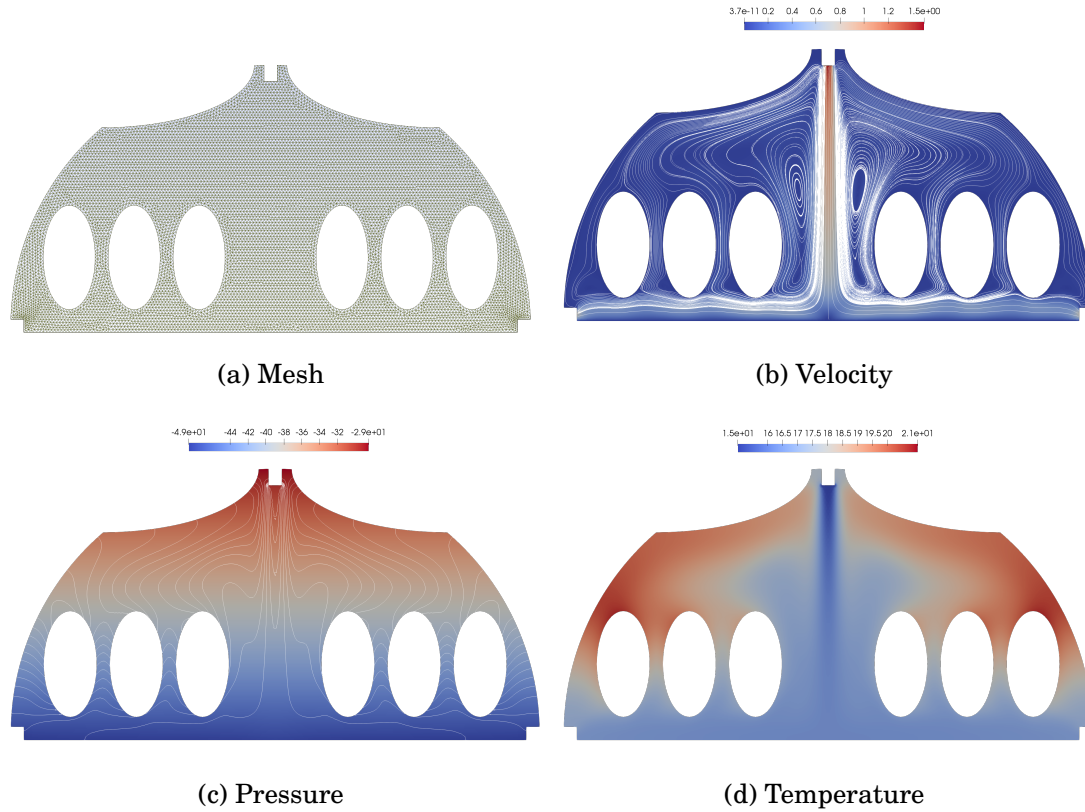 3.7e-11 0.2 0.4 0.6 0.8 1 1.2 1.5e+00
(a) Mesh
(b) Velocity
-4.9e+01 -44 -42 -40 -38 -36 -34 -32 -2.9e+01
1.5e+01 16 16.5 17 17.5 18 18.5 19 19.5 20 2.1e+01
(c) Pressure
(d) Temperature